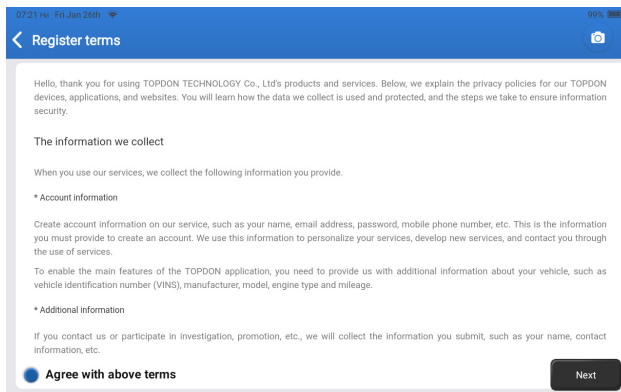 07:21 PM Fri Jan 26th 99%
Register terms
Hello, thank you for using TOPDON TECHNOLOGY Co., Ltd's products and services. Below, we explain the privacy policies for our TOPDON
devices, applications, and websites. You will learn how the data we collect is used and protected, and the steps we take to ensure information
security.
The information we collect
When you use our services, we collect the following information you provide.
* Account information
Create account information on our service, such as your name, email address, password, mobile phone number, etc. This is the information
you must provide to create an account. We use this information to personalize your services, develop new services, and contact you through
the use of services.
To enable the main features of the TOPDON application, you need to provide us with additional information about your vehicle, such as
vehicle identification number (VINS), manufacturer, model, engine type and mileage.
* Additional information
If you contact us or participate in investigation, promotion, etc., we will collect the information you submit, such as your name, contact
information, etc.
Agree with above terms
Next